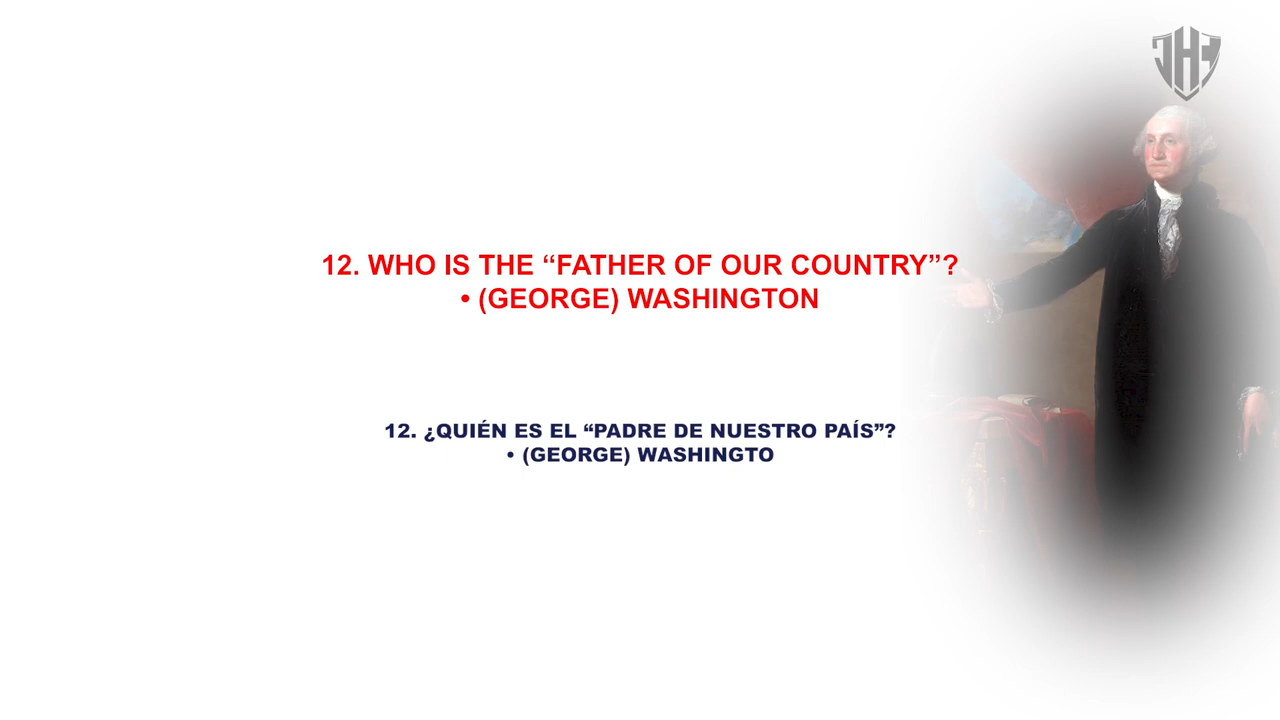 JHF
12. WHO IS THE “FATHER OF OUR COUNTRY”?
• (GEORGE) WASHINGTON
12. ¿QUIÉN ES EL “PADRE DE NUESTRO PAÍS”?
• (GEORGE) WASHINGTO